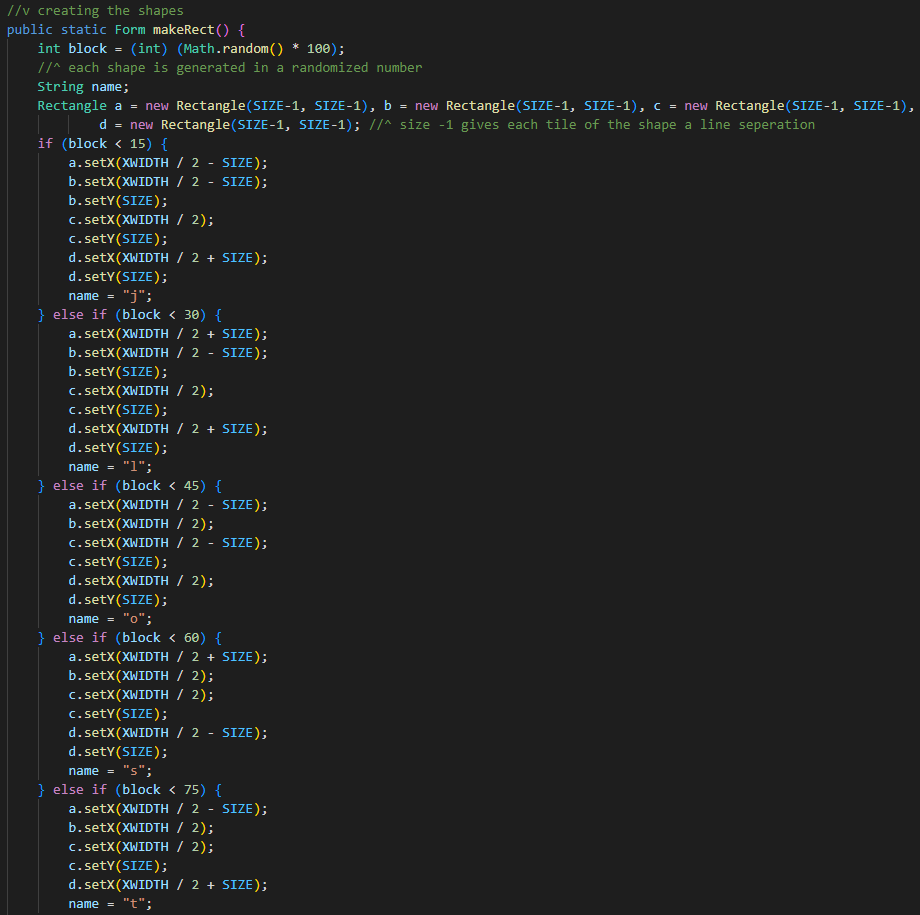 //v creating the shapes
public static Form makeRect() {
    int block = (int) (Math.random() * 100);
    //^ each shape is generated in a randomized number
    String name;
    Rectangle a = new Rectangle(SIZE-1, SIZE-1), b = new Rectangle(SIZE-1, SIZE-1), c = new Rectangle(SIZE-1, SIZE-1),
            d = new Rectangle(SIZE-1, SIZE-1); //^ size -1 gives each tile of the shape a line seperation
    if (block < 15) {
        a.setX(XWIDTH / 2 - SIZE);
        b.setX(XWIDTH / 2 - SIZE);
        b.setY(SIZE);
        c.setX(XWIDTH / 2);
        c.setY(SIZE);
        d.setX(XWIDTH / 2 + SIZE);
        d.setY(SIZE);
        name = "j";
    } else if (block < 30) {
        a.setX(XWIDTH / 2 + SIZE);
        b.setX(XWIDTH / 2 - SIZE);
        b.setY(SIZE);
        c.setX(XWIDTH / 2);
        c.setY(SIZE);
        d.setX(XWIDTH / 2 + SIZE);
        d.setY(SIZE);
        name = "l";
    } else if (block < 45) {
        a.setX(XWIDTH / 2 - SIZE);
        b.setX(XWIDTH / 2);
        c.setX(XWIDTH / 2 - SIZE);
        c.setY(SIZE);
        d.setX(XWIDTH / 2);
        d.setY(SIZE);
        name = "o";
    } else if (block < 60) {
        a.setX(XWIDTH / 2 + SIZE);
        b.setX(XWIDTH / 2);
        c.setX(XWIDTH / 2);
        c.setY(SIZE);
        d.setX(XWIDTH / 2 - SIZE);
        d.setY(SIZE);
        name = "s";
    } else if (block < 75) {
        a.setX(XWIDTH / 2 - SIZE);
        b.setX(XWIDTH / 2);
        c.setX(XWIDTH / 2);
        c.setY(SIZE);
        d.setX(XWIDTH / 2 + SIZE);
        name = "t";